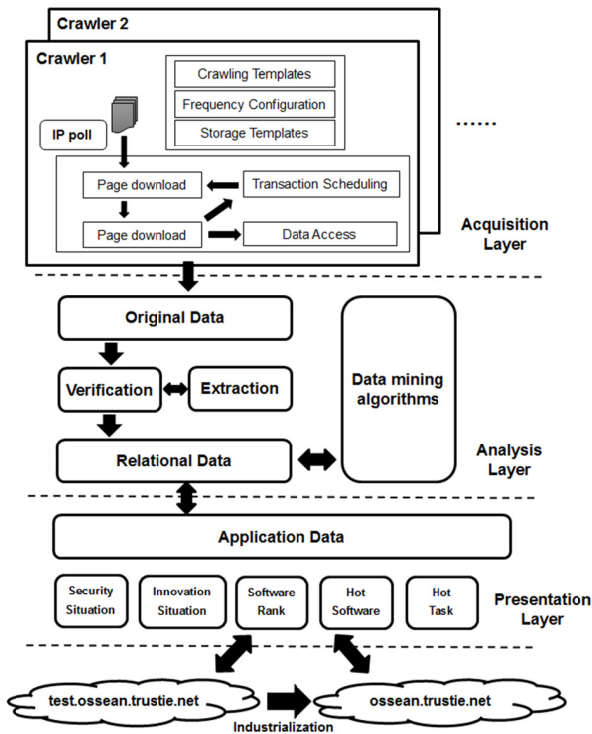 Crawler 2
Crawler 1
Crawling Templates
Frequency Configuration
Storage Templates
IP poll
......
Page download
Transaction Scheduling
Page download
Data Access
Acquisition
Layer
Original Data
Verification
Extraction
Data mining
algorithms
Relational Data
Analysis
Layer
Application Data
Security
Situation
Innovation
Situation
Software
Rank
Hot
Software
Hot
Task
Presentation
Layer
test.ossean.trustie.net
ossean.trustie.net
Industrialization